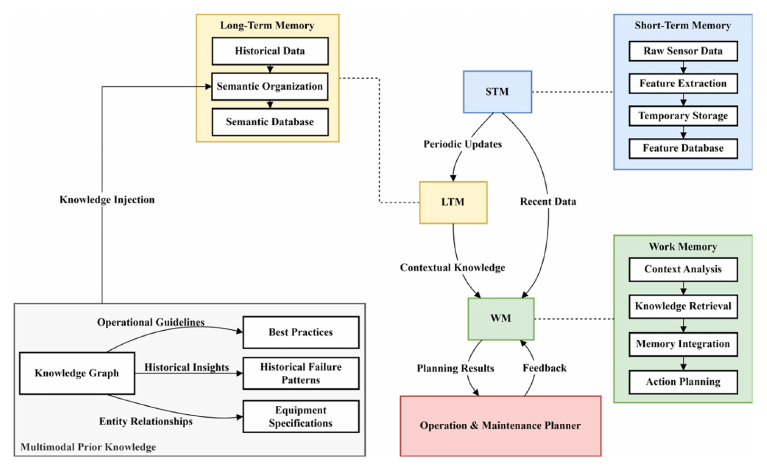 Long-Term Memory
Historical Data
Semantic Organization
Semantic Database
Short-Term Memory
Raw Sensor Data
Feature Extraction
Temporary Storage
Feature Database
STM
Periodic Updates
LTM
Recent Data
Knowledge Injection
Contextual Knowledge
Work Memory
Context Analysis
Knowledge Retrieval
Memory Integration
Action Planning
WM
Planning Results
Feedback
Operation & Maintenance Planner
Operational Guidelines
Best Practices
Knowledge Graph
Historical Insights
Historical Failure
Patterns
Entity Relationships
Equipment
Specifications
Multimodal Prior Knowledge